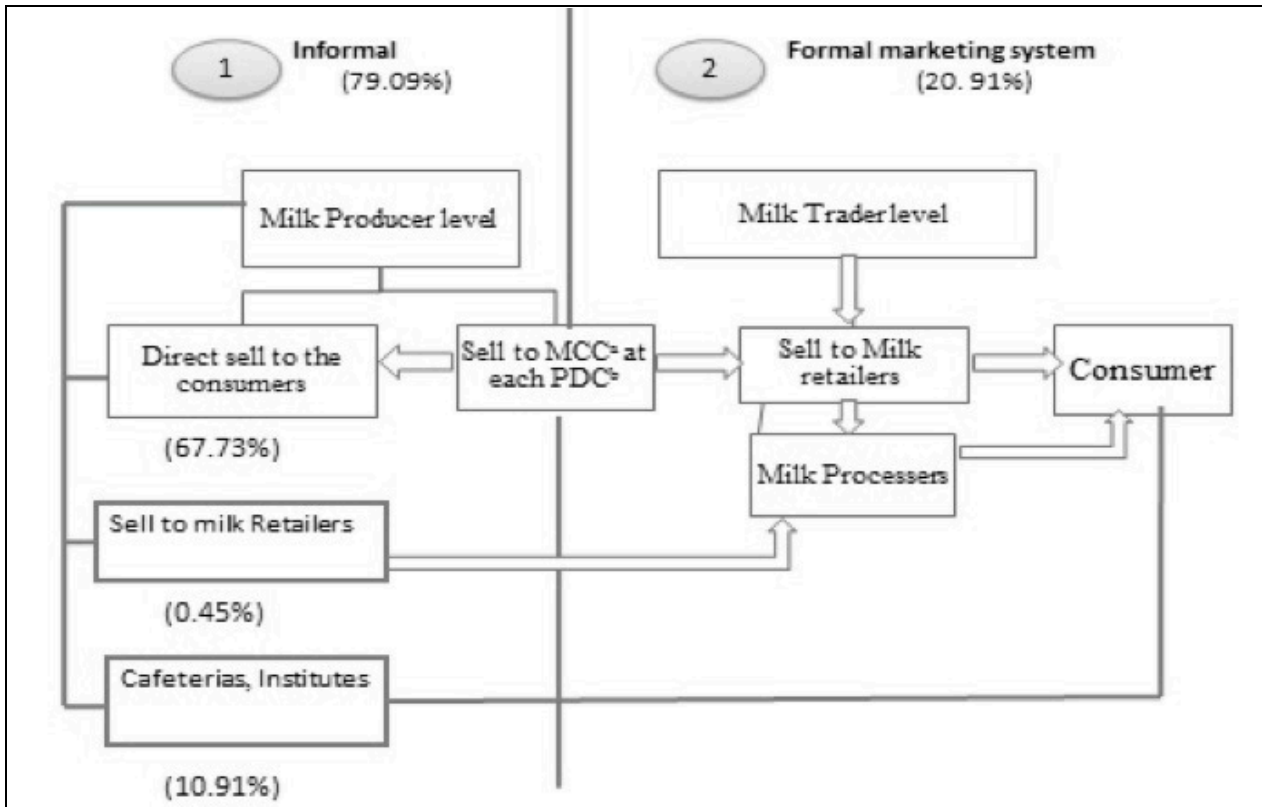 1
Informal
(79.09%)
2
Formal marketing system
(20. 91%)
Milk Producer level
Milk Trader level
Direct sell to the
consumers
Sell to MCCª at
each PDCᵇ
Sell to Milk
retailers
Consumer
(67.73%)
Milk Processers
Sell to milk Retailers
(0.45%)
Cafeterias, Institutes
(10.91%)